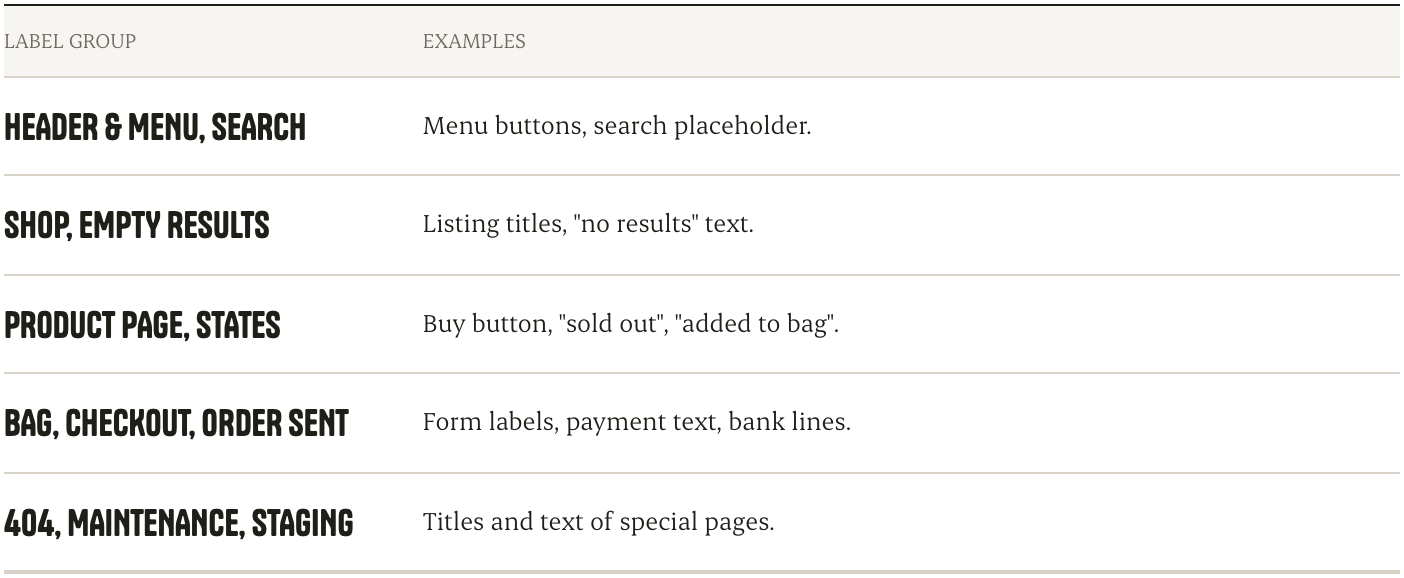 LABEL GROUP EXAMPLES
HEADER & MENU, SEARCH Menu buttons, search placeholder.
SHOP, EMPTY RESULTS Listing titles, "no results" text.
PRODUCT PAGE, STATES Buy button, "sold out", "added to bag".
BAG, CHECKOUT, ORDER SENT Form labels, payment text, bank lines.
404, MAINTENANCE, STAGING Titles and text of special pages.